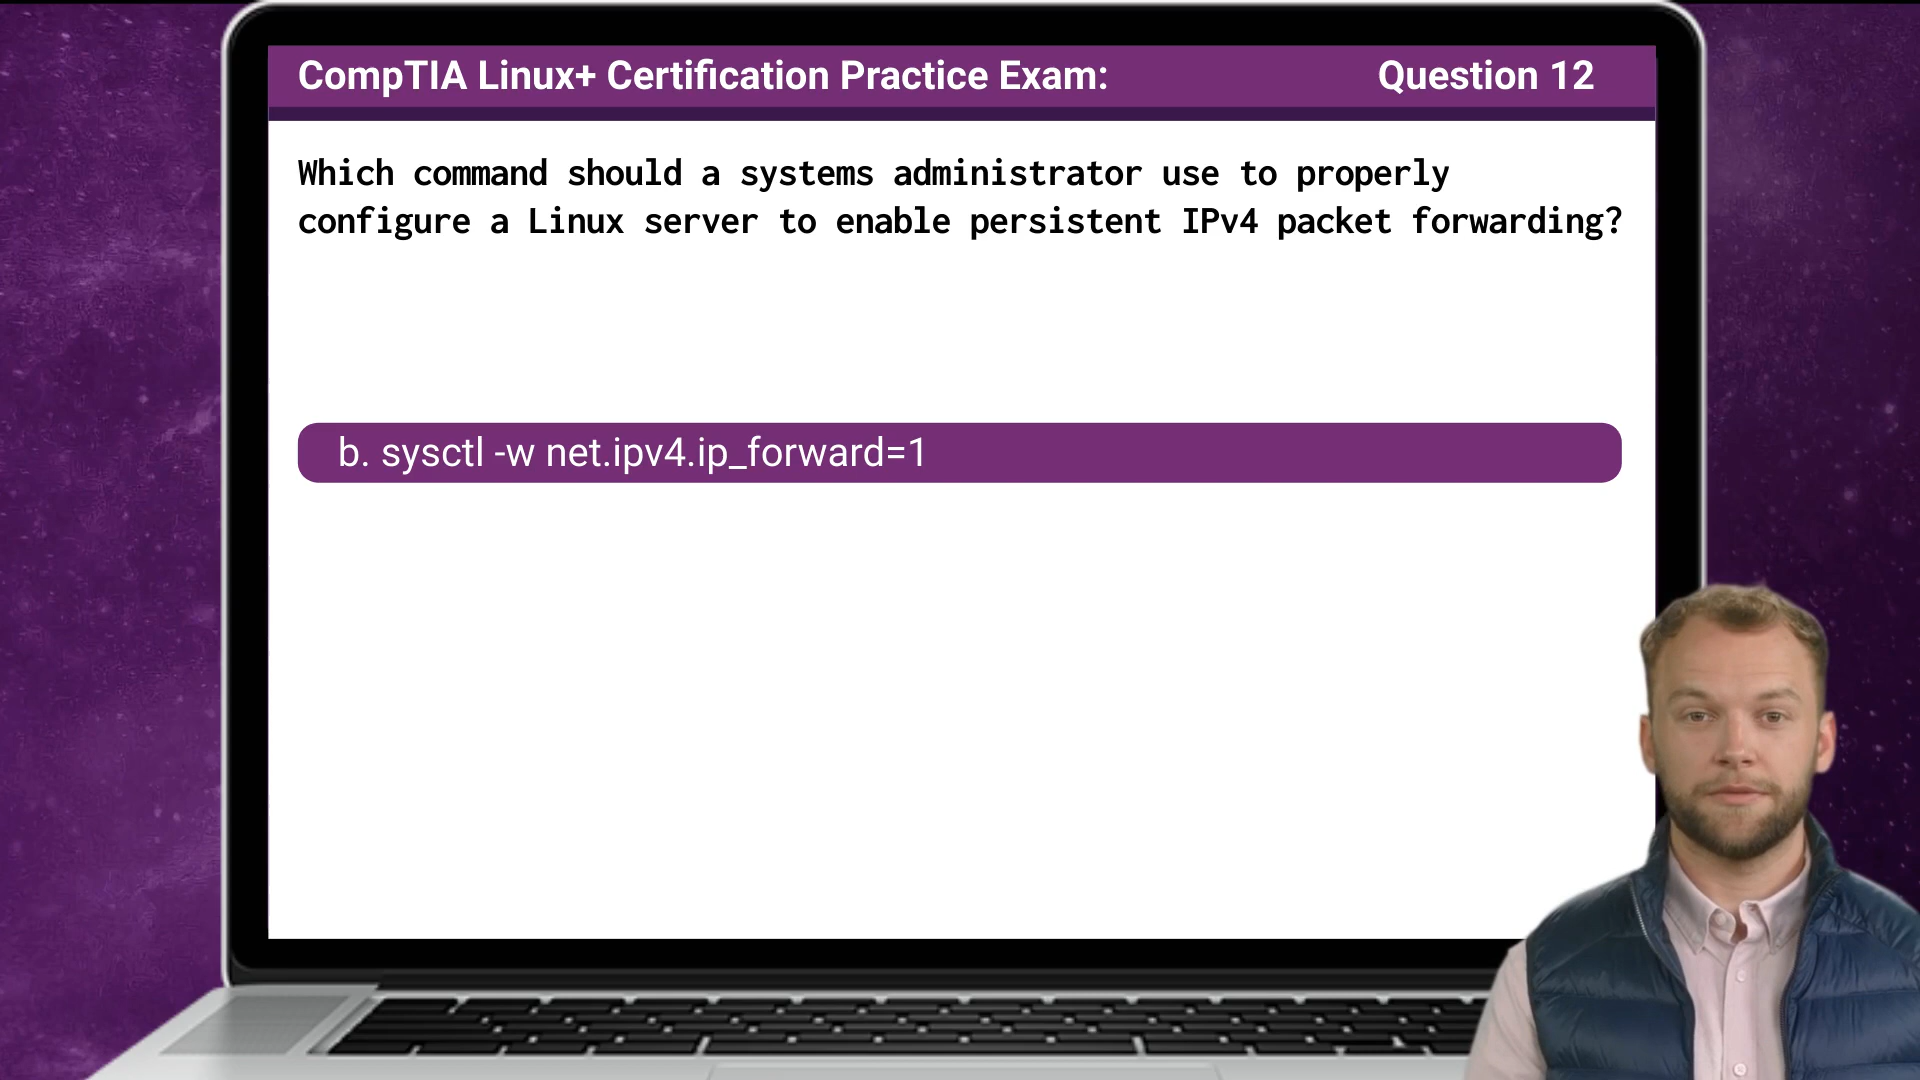 CompTIA Linux+ Certification Practice Exam:
Question 12
Which command should a systems administrator use to properly
configure a Linux server to enable persistent IPv4 packet forwarding?
b. sysctl -w net.ipv4.ip_forward=1